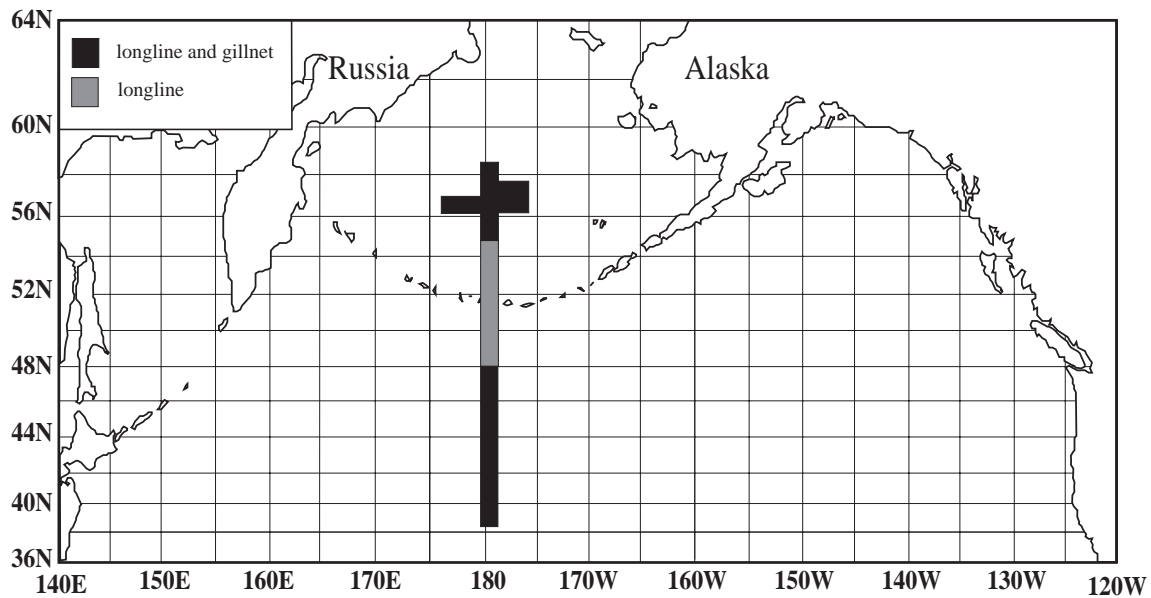 64N
longline and gillnet
Russia
Alaska
longline
60N
56N
52N
48N
44N
40N
36N
140E 150E 160E 170E 180 170W 160W 150W 140W 130W 120W